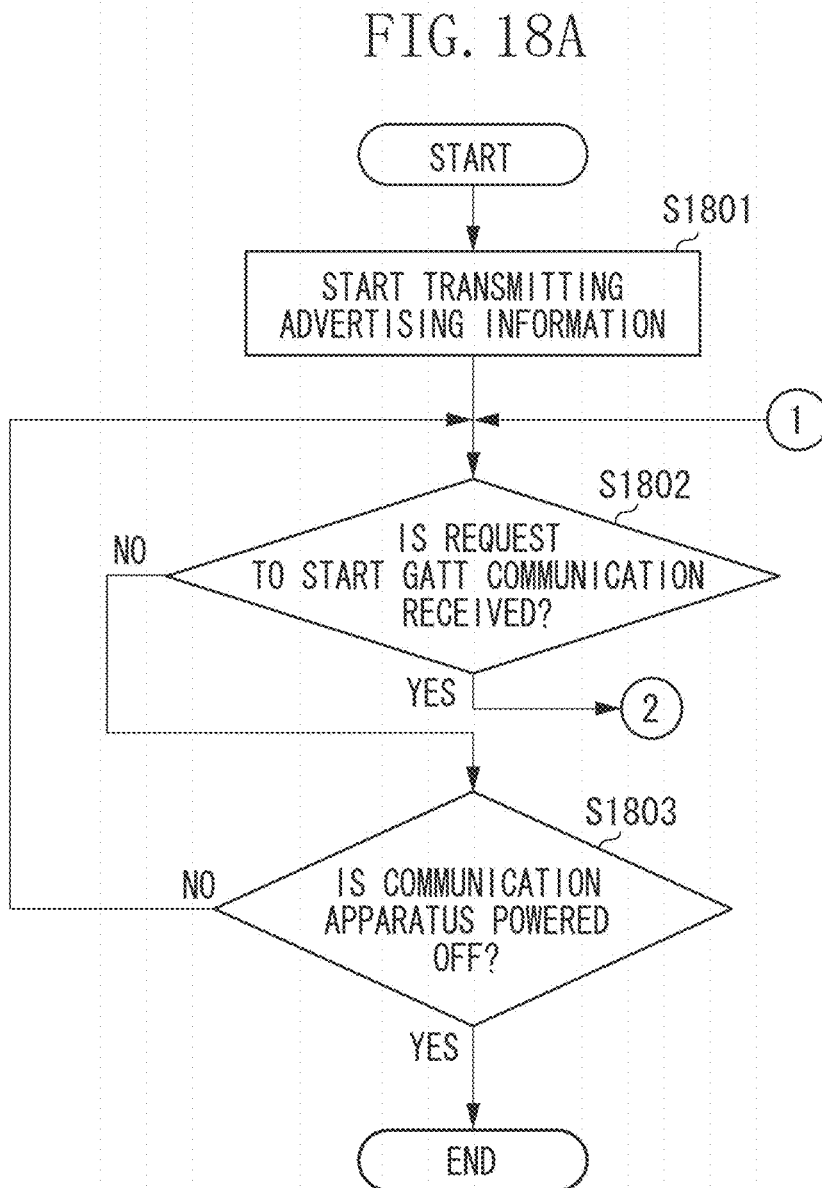 FIG. 18A
START
S1801
START TRANSMITTING
ADVERTISING INFORMATION
1
S1802
NO
IS REQUEST
TO START GATT COMMUNICATION
RECEIVED?
YES
2
S1803
NO
IS COMMUNICATION
APPARATUS POWERED
OFF?
YES
END